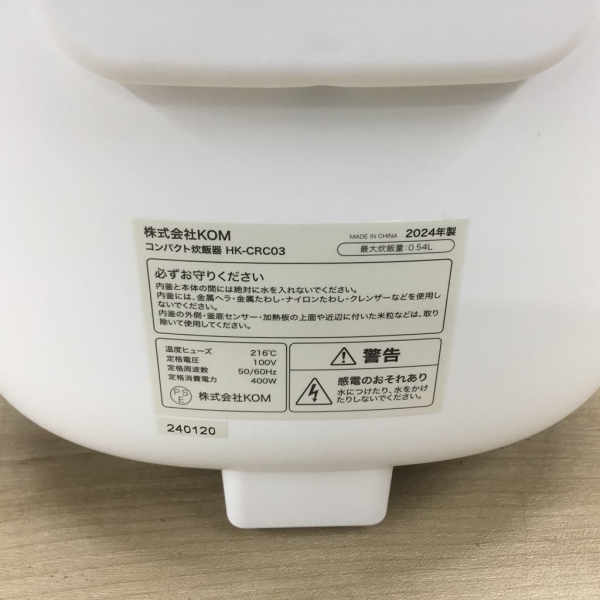 株式会社KOM
MADE IN CHINA 2024年製
コンパクト炊飯器 HK-CRC03
最大炊飯量:0.54L
必ずお守りください
内釜と本体の間には絶対に水を入れないでください。
内釜には、金属ヘラ・金属たわし・ナイロンたわし・クレンザーなどを使用し
ないでください。
内釜の外側・釜底センサー・加熱板の上面や近辺に付いた米粒などは、取り
除いて使用してください。
温度ヒューズ 216℃
定格電圧 100V
定格周波数 50/60Hz
定格消費電力 400W
PSE 株式会社KOM
警告
感電のおそれあり
水につけたり、水をかけ
たりしないでください。
240120